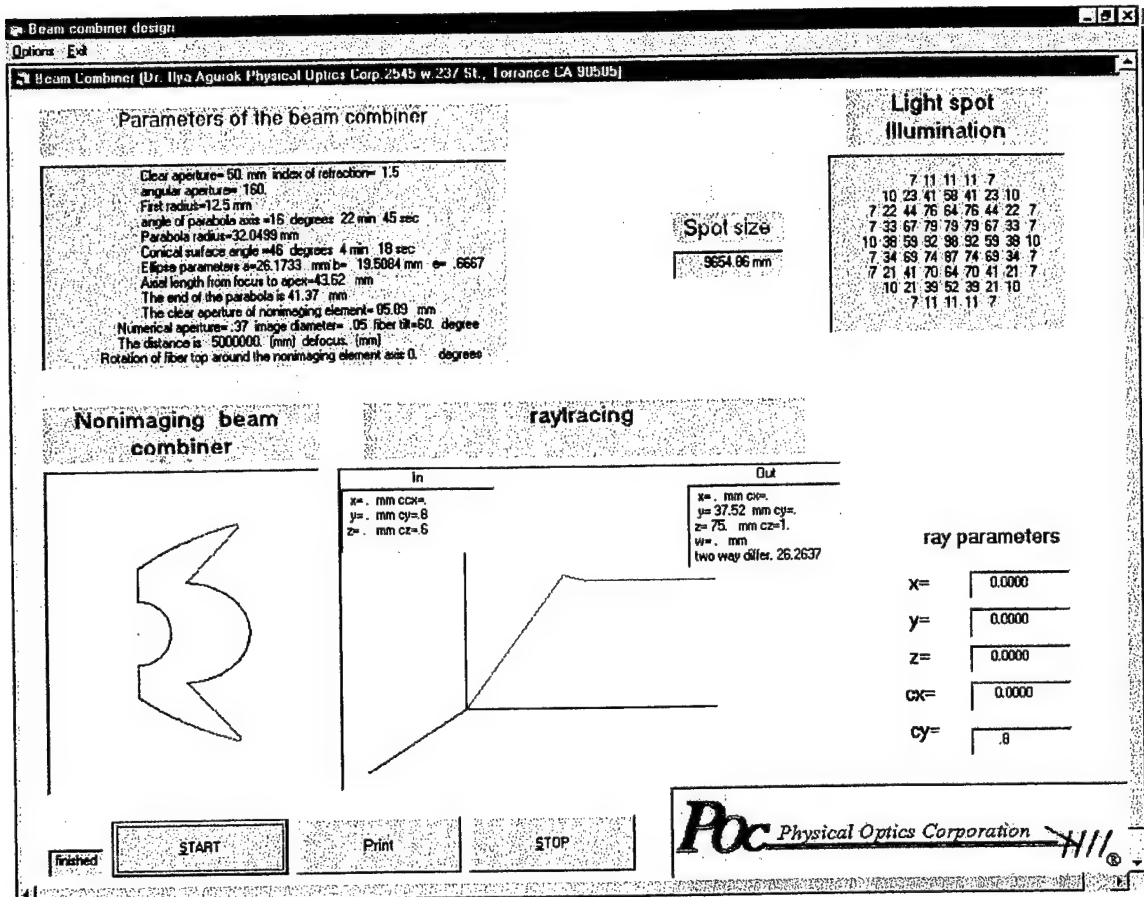 Beam combiner design
Options Exit
Beam Combiner (Dr. Ilya Agurok Physical Optics Corp.2545 w.237 St., Torrance CA 90505)
Parameters of the beam combiner
Clear aperture= 50. mm index of refraction= 1.5
angular aperture= 160.
First radius=12.5 mm
angle of parabola axis =16 degrees 22 min 45 sec
Parabola radius=32.0499 mm
Conical surface angle =46 degrees 4 min 18 sec
Ellipse parameters a=26.1733 mm b= 19.5084 mm e= .6667
Axial length from focus to apex=43.62 mm
The end of the parabola is 41.37 mm
The clear aperture of nonimaging element= 85.09 mm
Numerical aperture= .37 image diameter= .05 fiber tilt=60. degree
The distance is 5000000. (mm) defocus. (mm)
Rotation of fiber top around the nonimaging element axis 0. degrees
Spot size
9654.86 mm
Light spot
Illumination
7 11 11 11 7
10 23 41 58 41 23 10
7 22 44 76 64 76 44 22 7
7 33 67 79 79 79 67 33 7
10 38 59 92 98 92 59 38 10
7 34 69 74 87 74 69 34 7
7 21 41 70 64 70 41 21 7
10 21 39 52 39 21 10
7 11 11 11 7
Nonimaging beam
combiner
raytracing
In
x= . mm ccx=.
y= . mm cy=.8
z= . mm cz=.6
Out
x= . mm cx=.
y= 37.52 mm cy=.
z= 75. mm cz=1.
w= . mm
two way differ. 26.2637
ray parameters
x= 0.0000
y= 0.0000
z= 0.0000
cx= 0.0000
cy= .8
finished
START
Print
STOP
POC Physical Optics Corporation
®